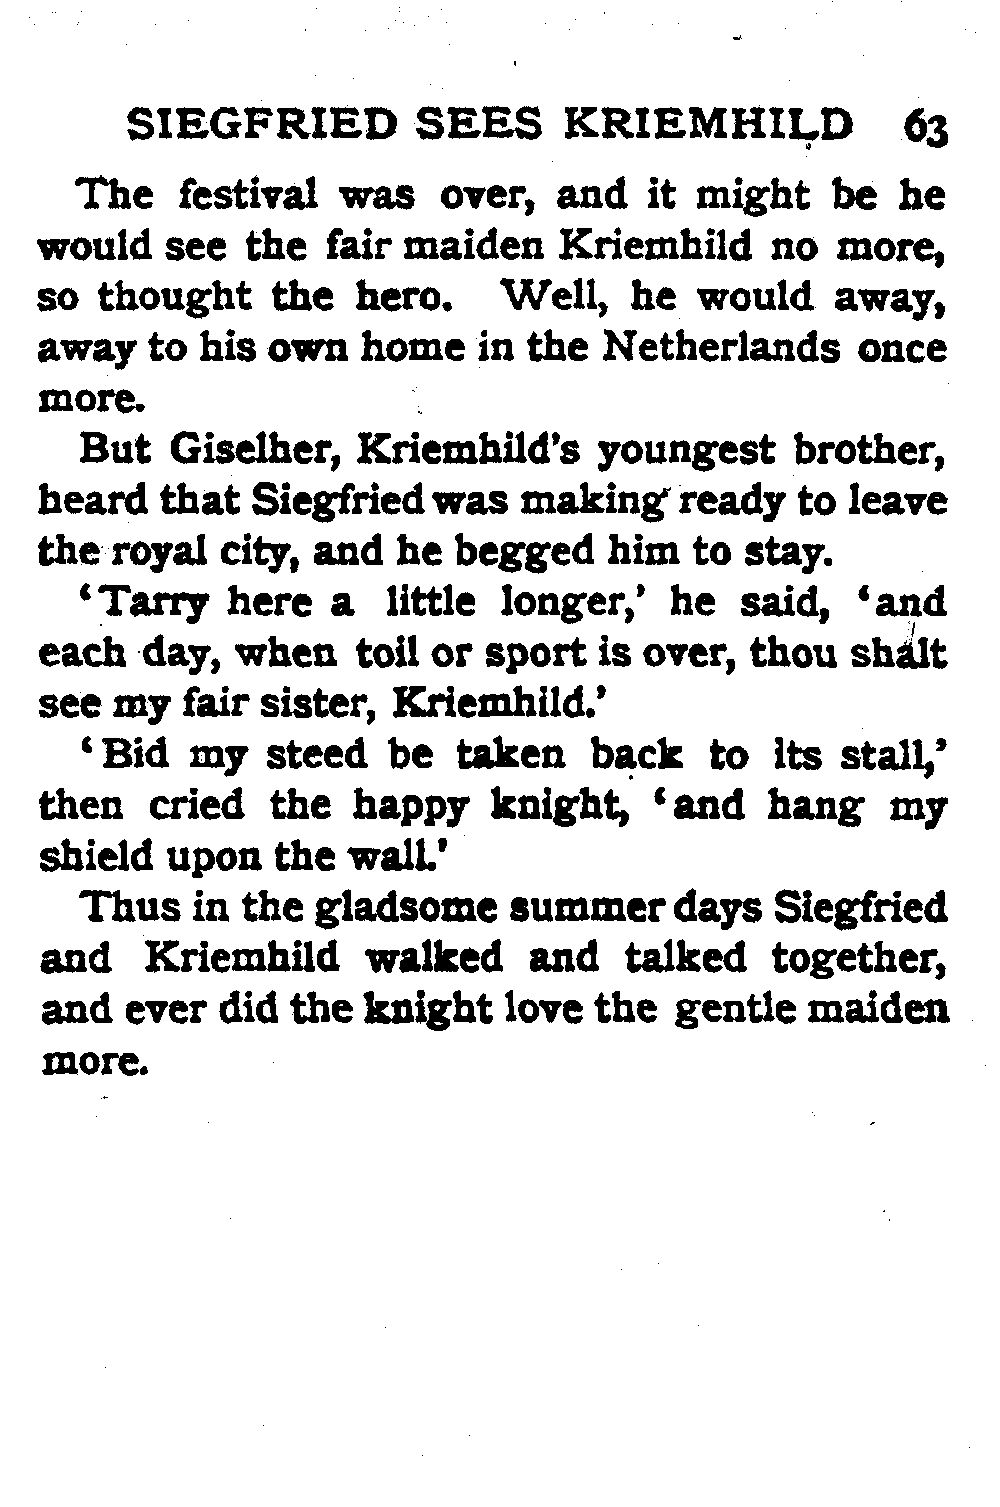 SIEGFRIED SEES KRIEMHILD 63
The festival was over, and it might be he
would see the fair maiden Kriemhild no more,
so thought the hero. Well, he would away,
away to his own home in the Netherlands once
more.
But Giselher, Kriemhild's youngest brother,
heard that Siegfried was making ready to leave
the royal city, and he begged him to stay.
‘Tarry here a little longer,’ he said, ‘and
each day, when toil or sport is over, thou shalt
see my fair sister, Kriemhild.’
‘Bid my steed be taken back to its stall,’
then cried the happy knight, ‘and hang my
shield upon the wall.’
Thus in the gladsome summer days Siegfried
and Kriemhild walked and talked together,
and ever did the knight love the gentle maiden
more.